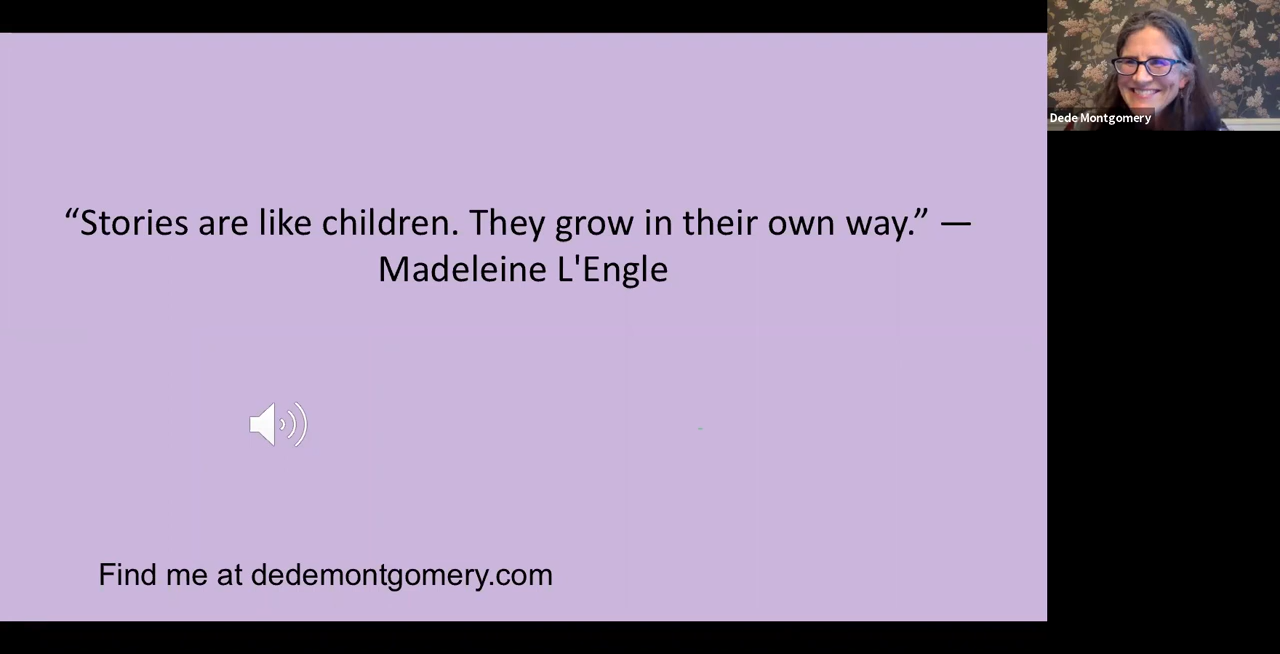 “Stories are like children. They grow in their own way.” —
Madeleine L'Engle
Find me at dedemontgomery.com
Dede Montgomery